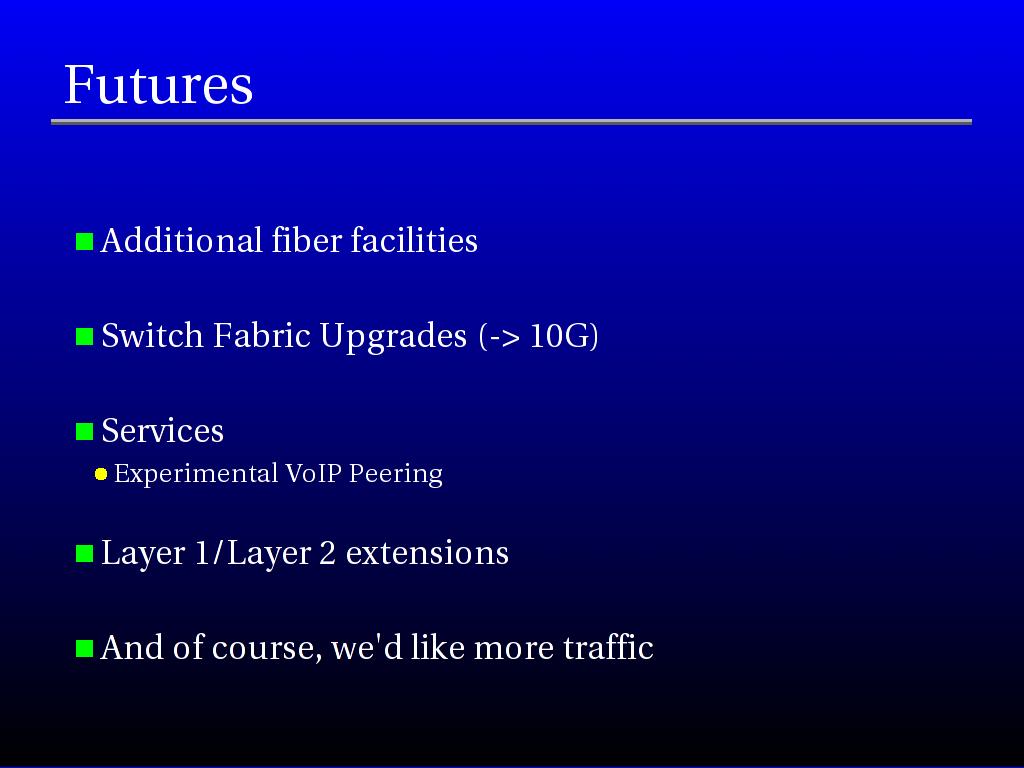 Futures
Additional fiber facilities
Switch Fabric Upgrades (-> 10G)
Services
Experimental VoIP Peering
Layer 1/Layer 2 extensions
And of course, we'd like more traffic